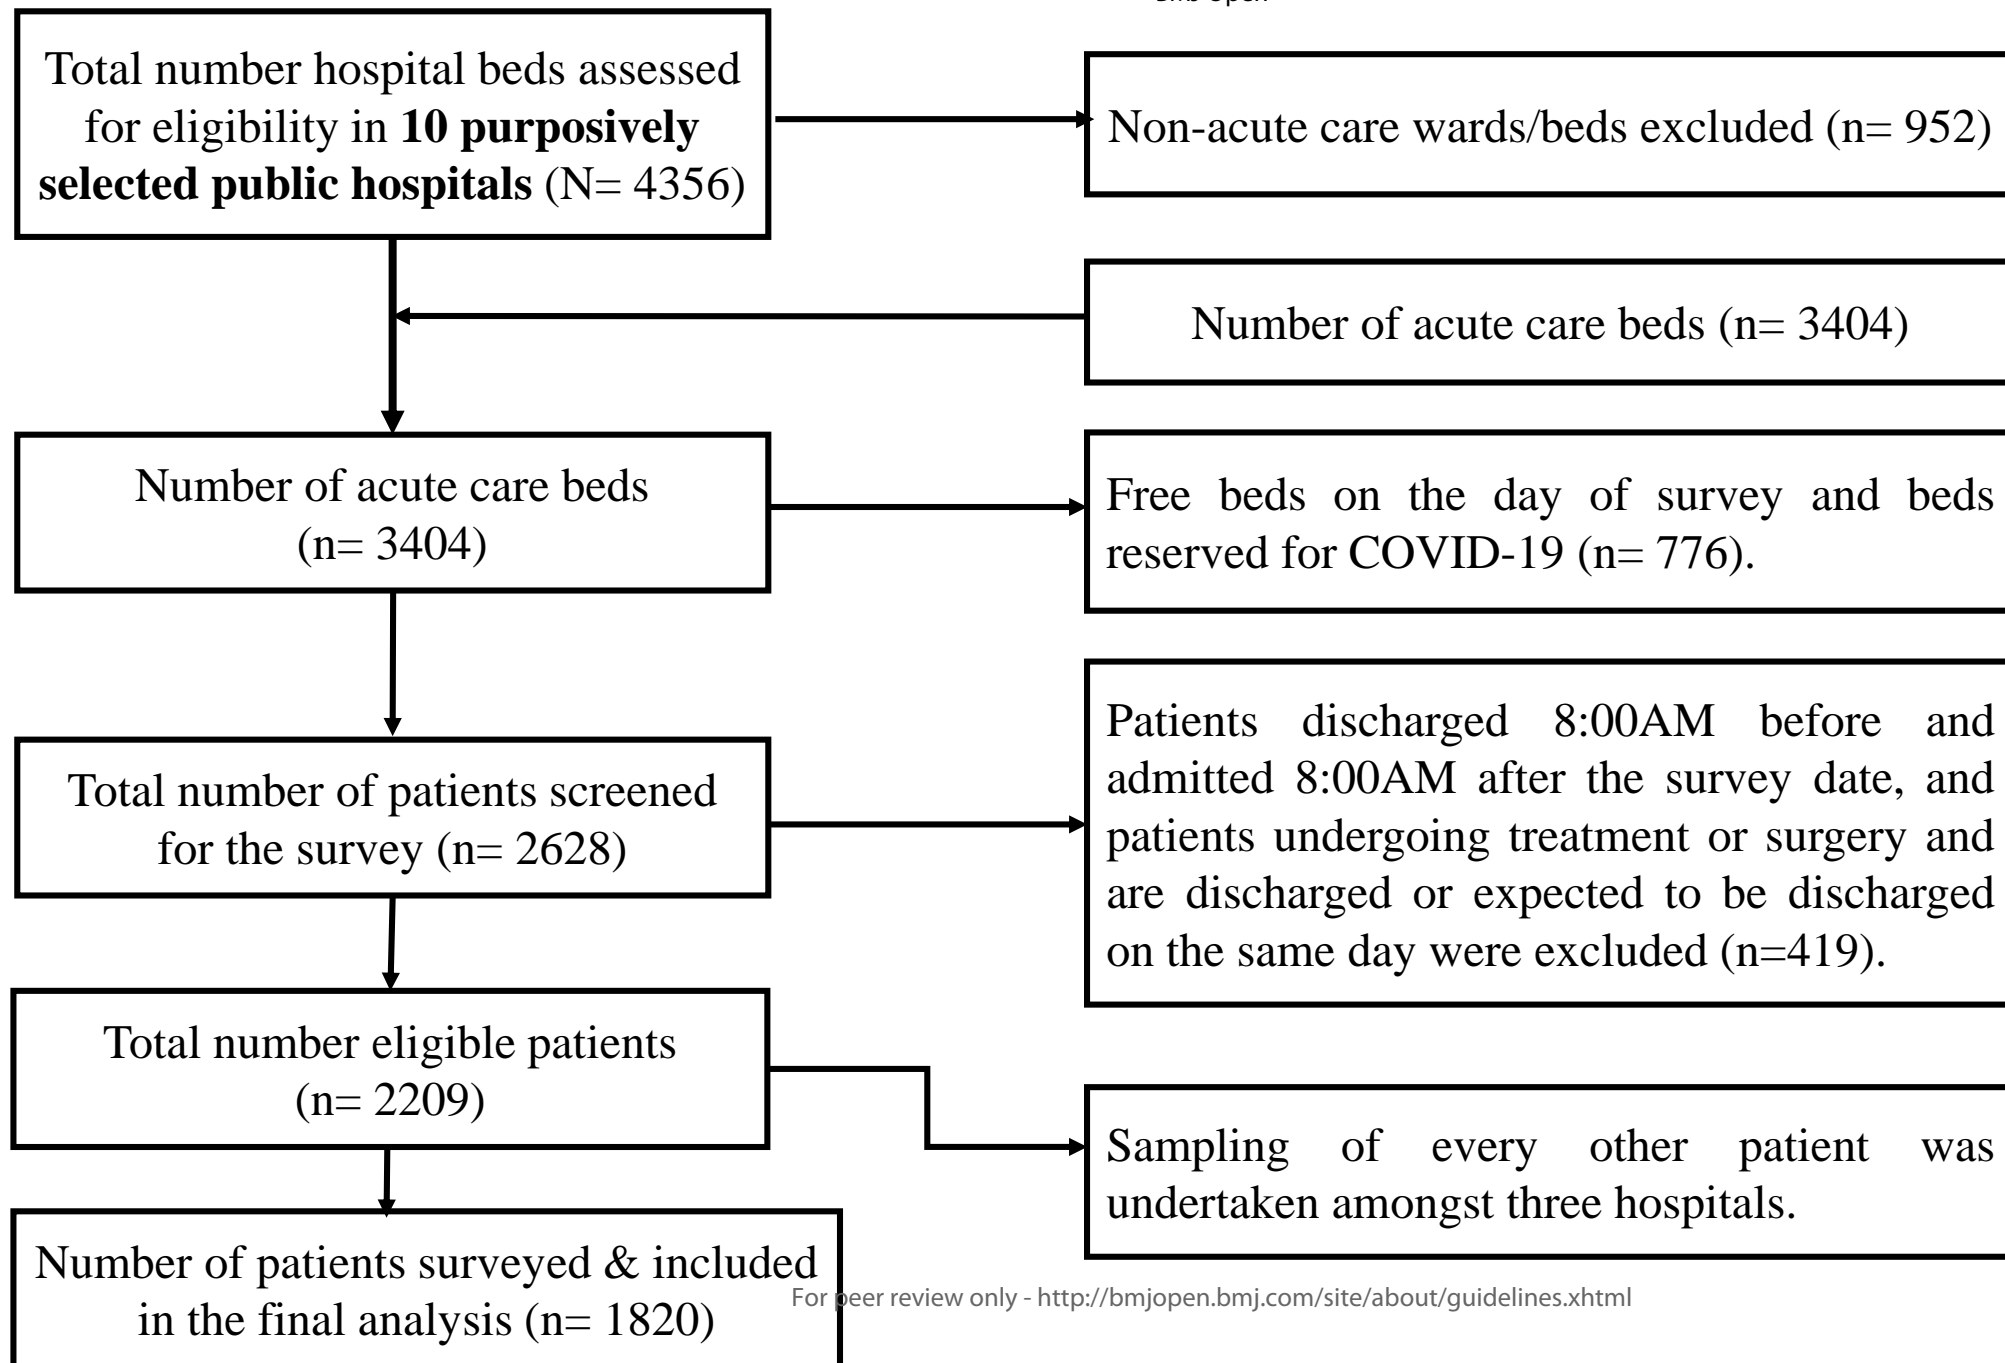 Total number hospital beds assessed
for eligibility in 10 purposively
selected public hospitals (N= 4356)
Non-acute care wards/beds excluded (n= 952)
Number of acute care beds (n= 3404)
Number of acute care beds
(n= 3404)
Free beds on the day of survey and beds
reserved for COVID-19 (n= 776).
Total number of patients screened
for the survey (n= 2628)
Patients discharged 8:00AM before and
admitted 8:00AM after the survey date, and
patients undergoing treatment or surgery and
are discharged or expected to be discharged
on the same day were excluded (n=419).
Total number eligible patients
(n= 2209)
Sampling of every other patient was
undertaken amongst three hospitals.
Number of patients surveyed & included
in the final analysis (n= 1820)
For peer review only - http://bmjopen.bmj.com/site/about/guidelines.xhtml